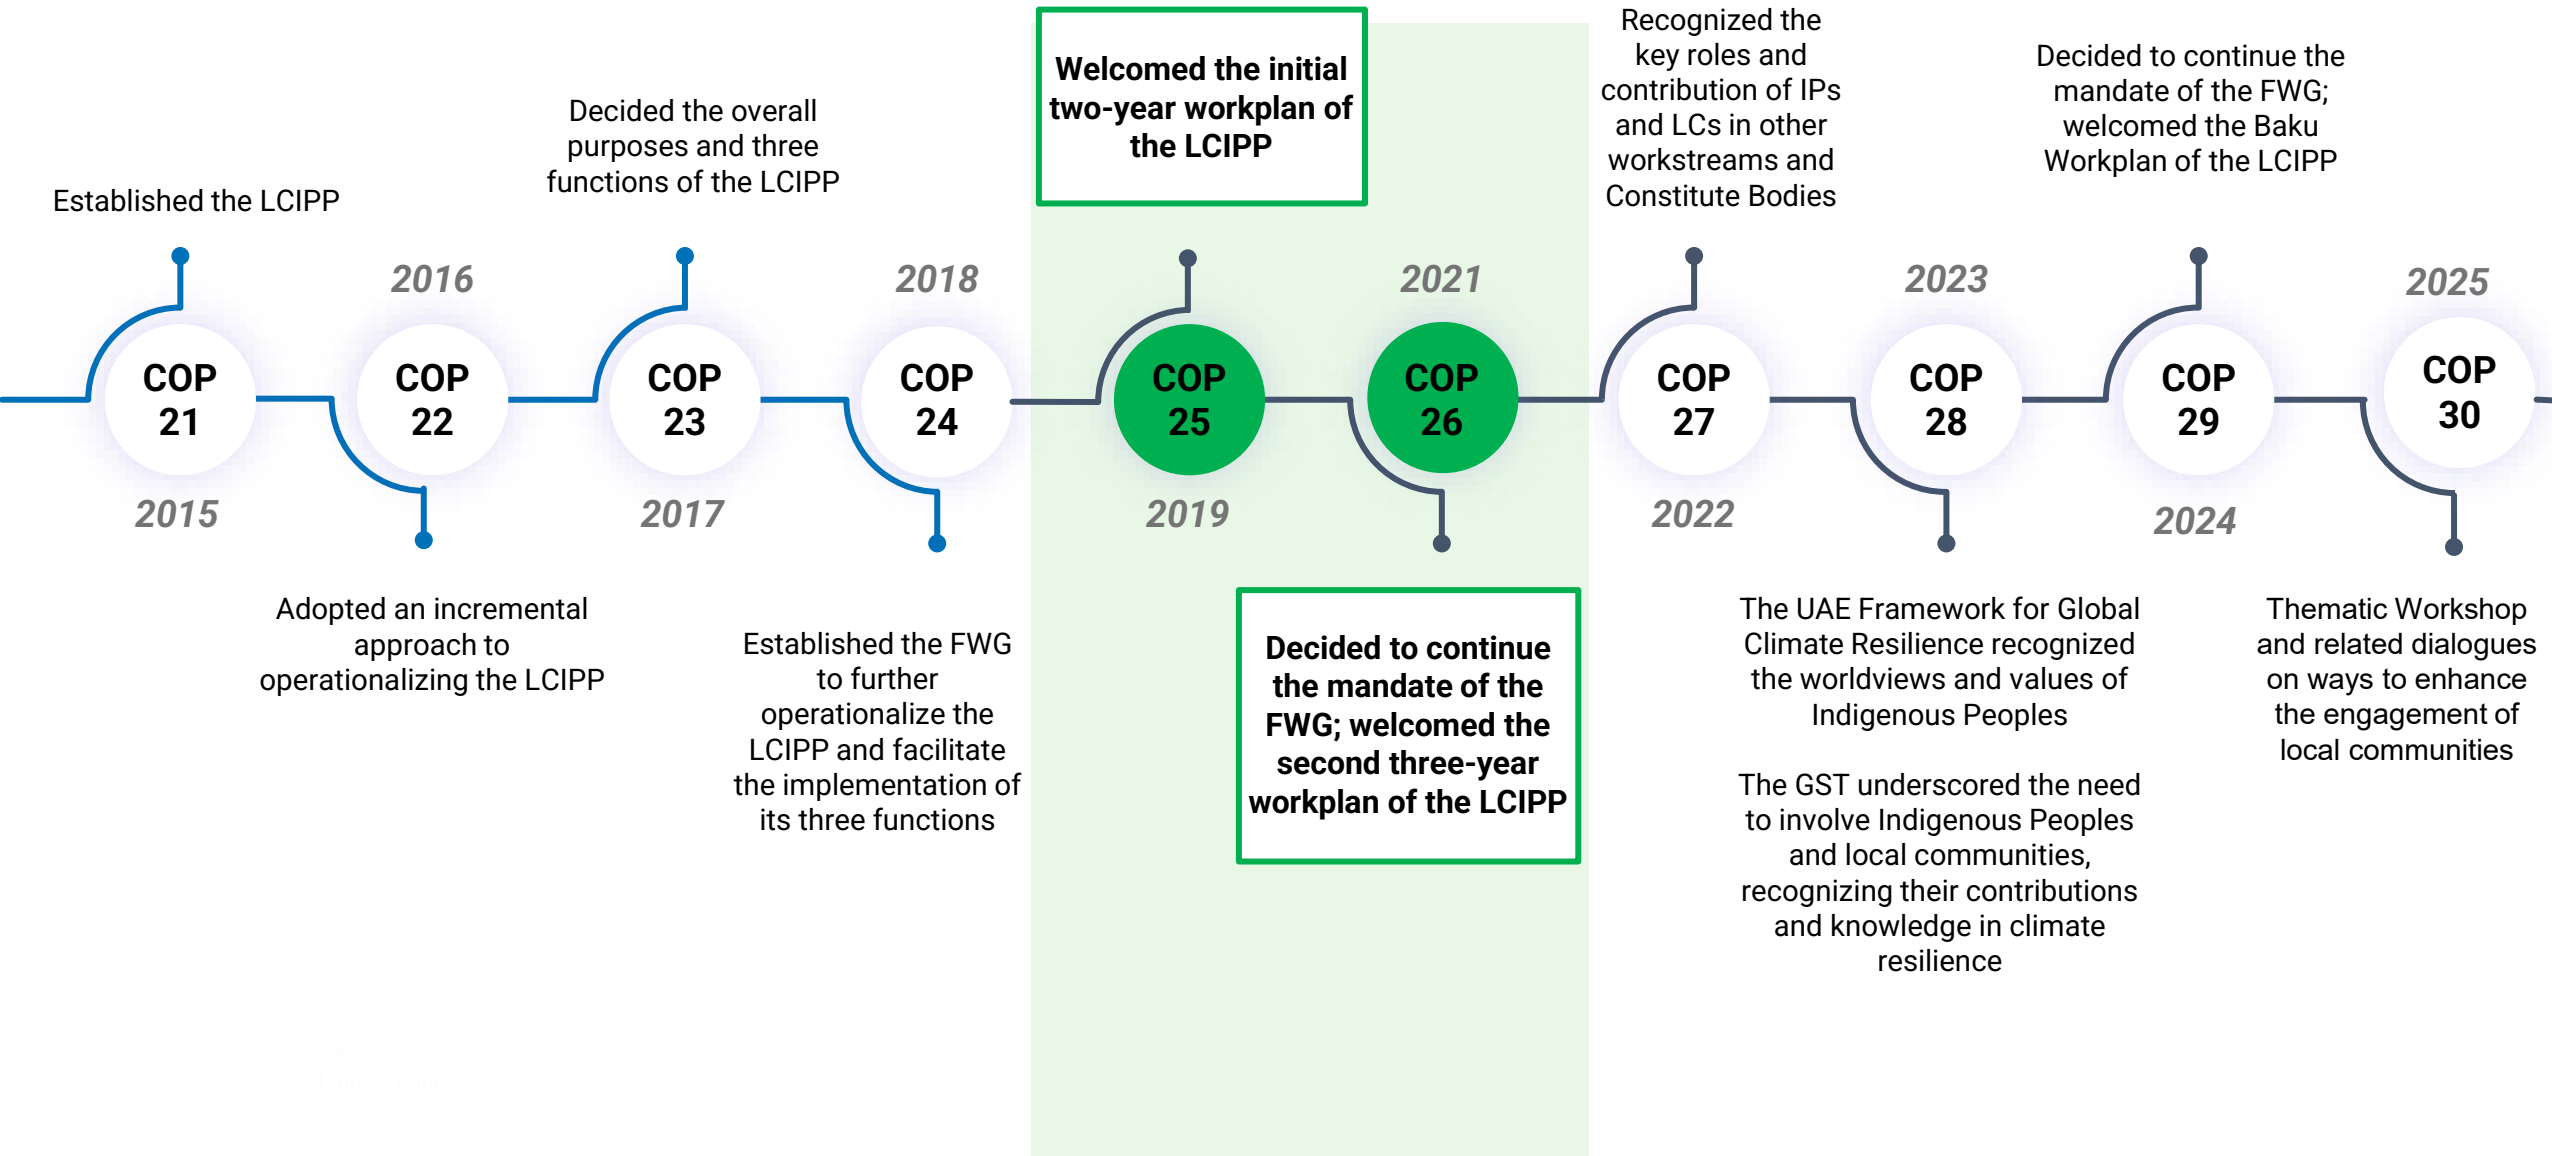 Established the LCIPP
COP
21
2015
2016
COP
22
Adopted an incremental
approach to
operationalizing the LCIPP
Decided the overall
purposes and three
functions of the LCIPP
COP
23
2017
2018
COP
24
Established the FWG
to further
operationalize the
LCIPP and facilitate
the implementation of
its three functions
Welcomed the initial
two-year workplan of
the LCIPP
COP
25
2019
2021
COP
26
Decided to continue
the mandate of the
FWG; welcomed the
second three-year
workplan of the LCIPP
Recognized the
key roles and
contribution of IPs
and LCs in other
workstreams and
Constitute Bodies
COP
27
2022
2023
COP
28
The UAE Framework for Global
Climate Resilience recognized
the worldviews and values of
Indigenous Peoples
The GST underscored the need
to involve Indigenous Peoples
and local communities,
recognizing their contributions
and knowledge in climate
resilience
Decided to continue the
mandate of the FWG;
welcomed the Baku
Workplan of the LCIPP
COP
29
2024
2025
COP
30
Thematic Workshop
and related dialogues
on ways to enhance
the engagement of
local communities